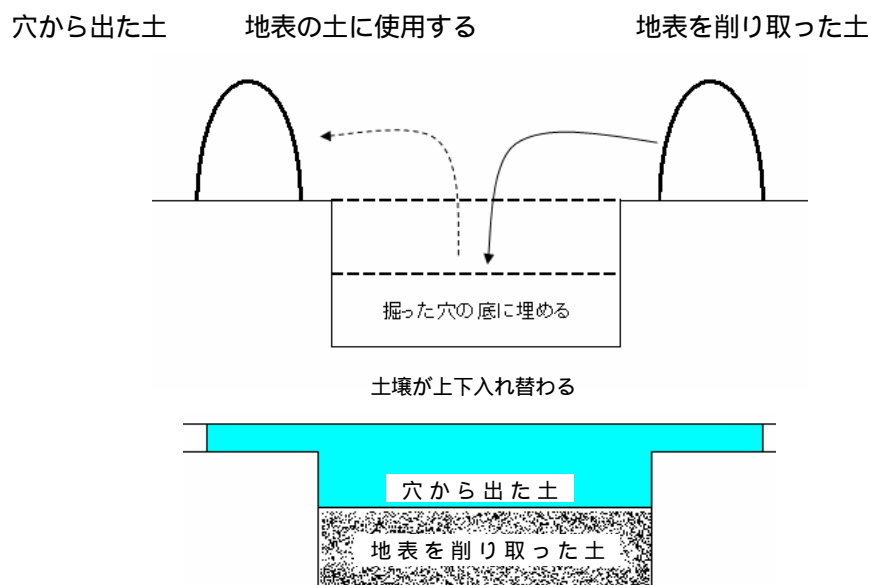 穴から出た土 地表の土に使用する 地表を削り取った土
掘った穴の底に埋める
土壌が上下入れ替わる
穴から出た土
地表を削り取った土